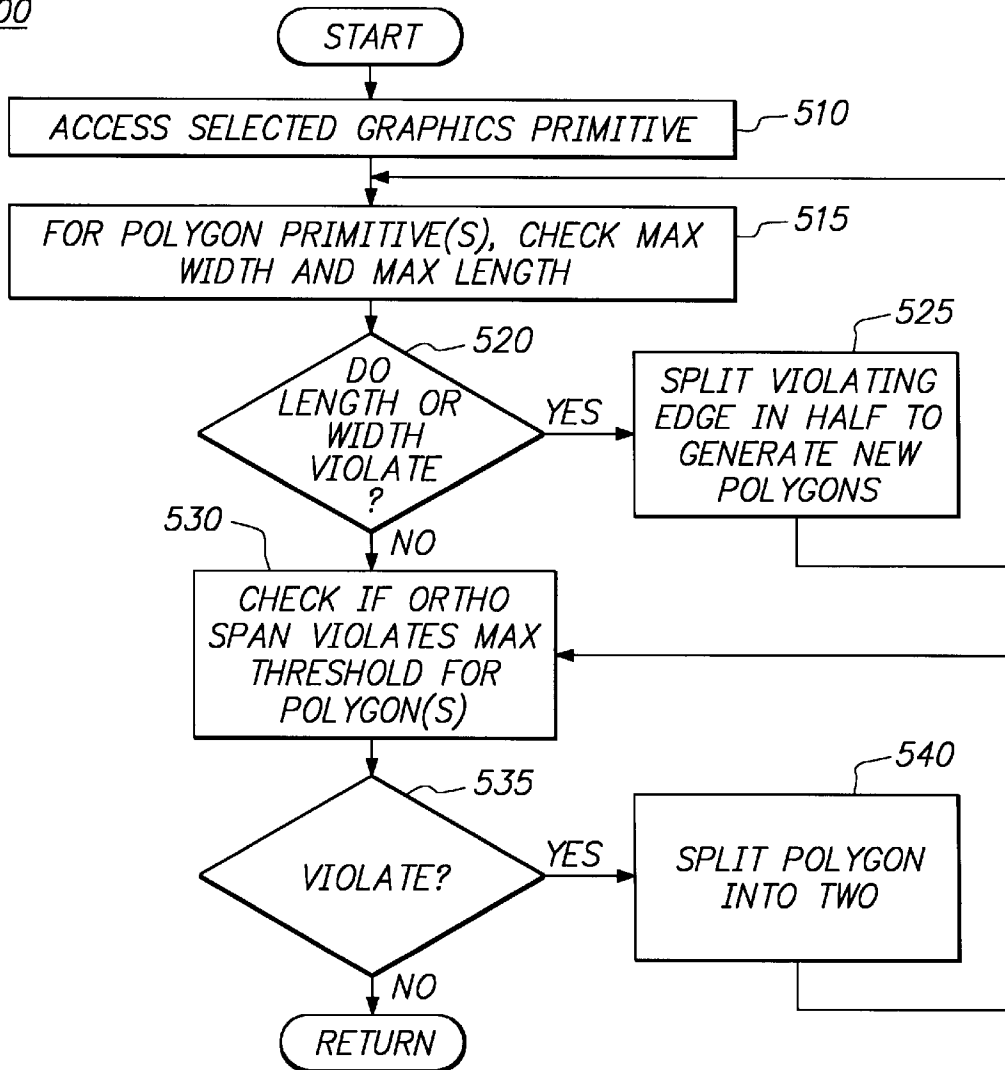 00
START
ACCESS SELECTED GRAPHICS PRIMITIVE
510
FOR POLYGON PRIMITIVE(S), CHECK MAX
WIDTH AND MAX LENGTH
515
520
DO
LENGTH OR
WIDTH
VIOLATE
?
YES
525
SPLIT VIOLATING
EDGE IN HALF TO
GENERATE NEW
POLYGONS
NO
530
CHECK IF ORTHO
SPAN VIOLATES MAX
THRESHOLD FOR
POLYGON(S)
535
VIOLATE?
YES
540
SPLIT POLYGON
INTO TWO
NO
RETURN